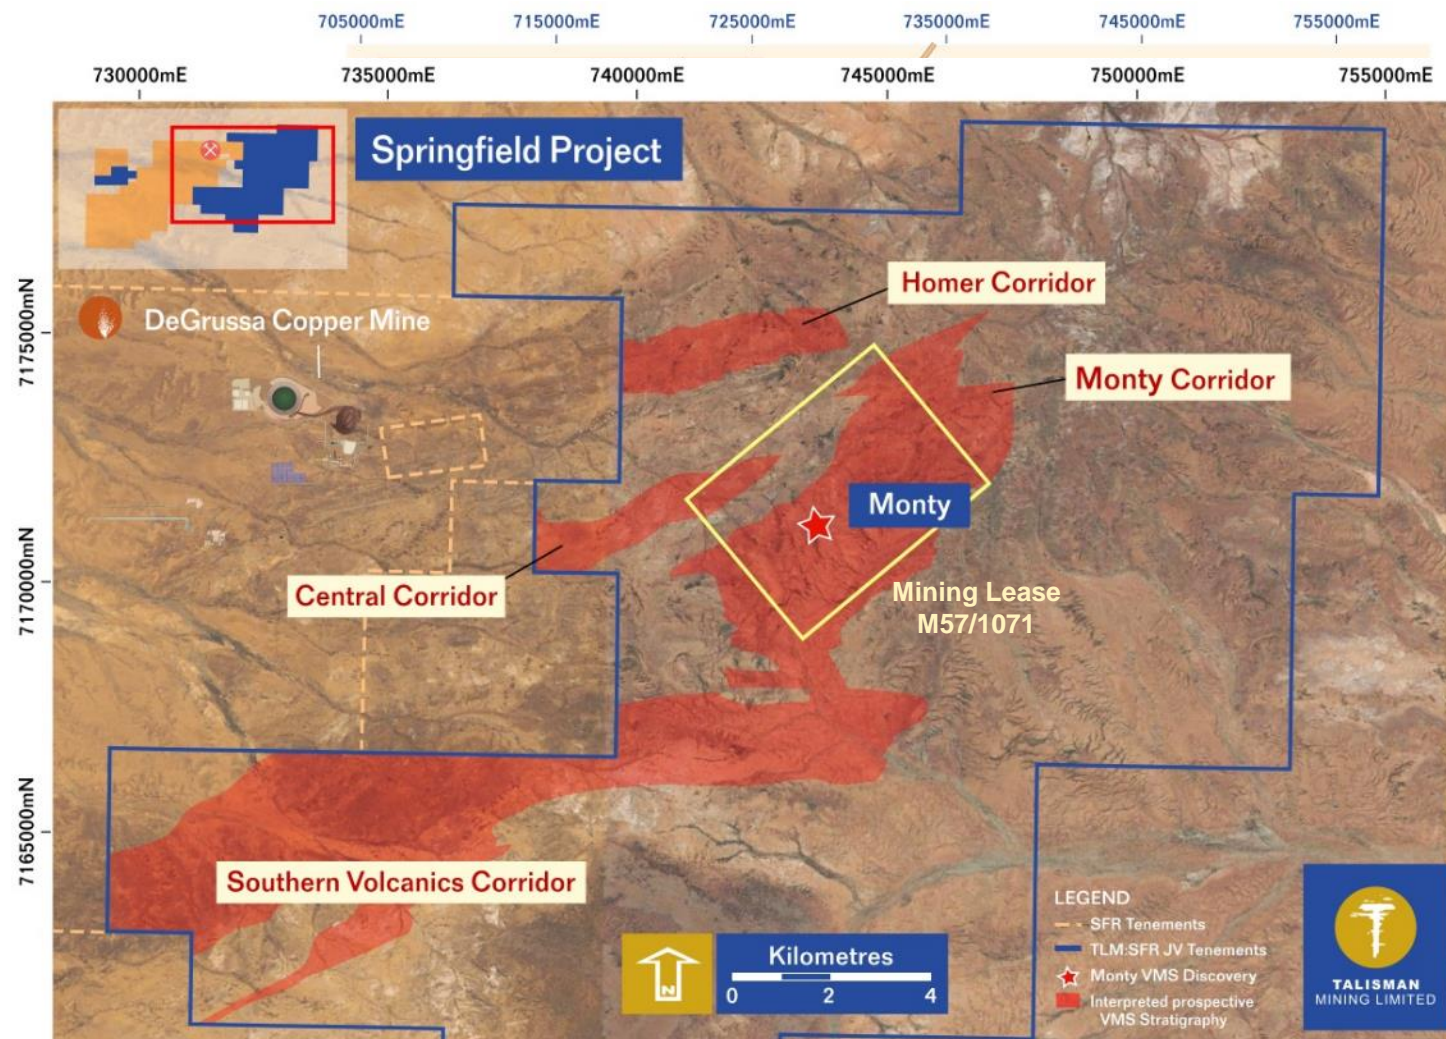 705000mE 715000mE 725000mE 735000mE 745000mE 755000mE
730000mE 735000mE 740000mE 745000mE 750000mE 755000mE
Springfield Project
Homer Corridor
7175000mN
DeGrussa Copper Mine
Monty Corridor
Monty
7170000mN
Central Corridor
Mining Lease
M57/1071
7165000mN
Southern Volcanics Corridor
N
Kilometres
0 2 4
LEGEND
SFR Tenements
TLM:SFR JV Tenements
Monty VMS Discovery
Interpreted prospective
VMS Stratigraphy
TALISMAN
MINING LIMITED